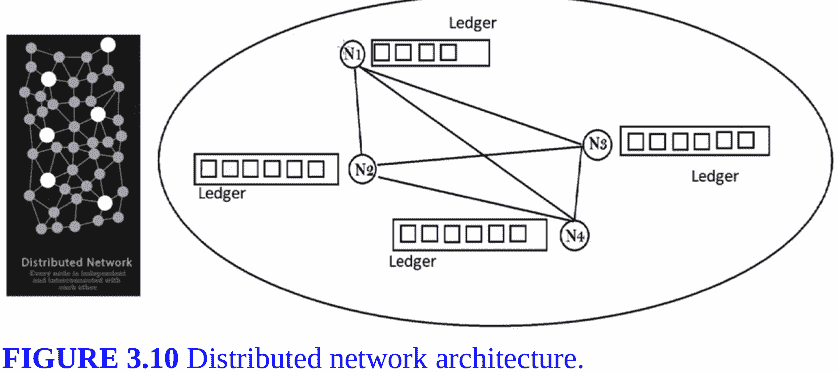 Ledger
N1
N3
Ledger
N2
Ledger
N4
Ledger
Distributed Network
Every node is independent
and interconnected with
each other
FIGURE 3.10 Distributed network architecture.